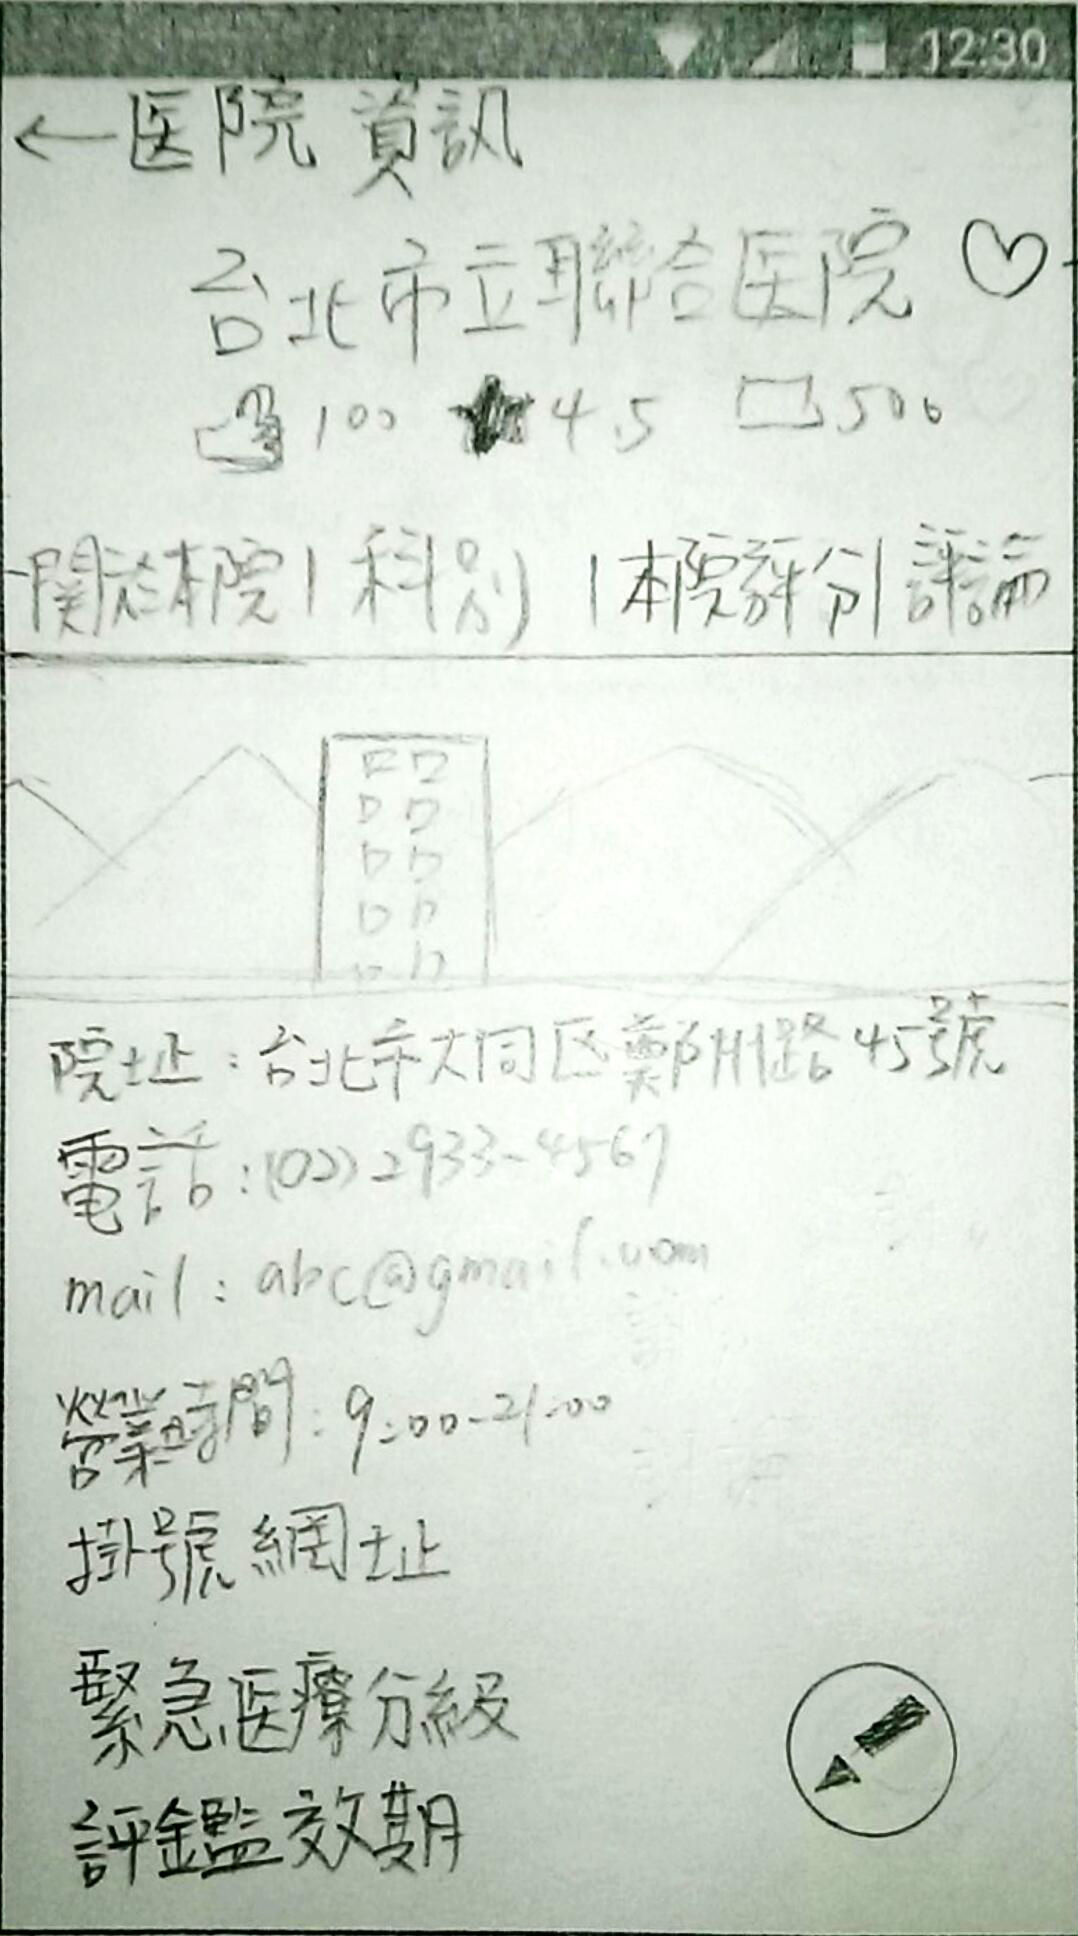 12:30
←医院資訊
台北市立聯合医院
100 4.5 500
關於本院|科別|本院評分|評論
院址:台北市大同区鄭州路45號
電話:(02)2933-4567
mail:abc@gmail.com
營業時間:9:00-21:00
掛號網址
緊急医療分級
評鑑效期